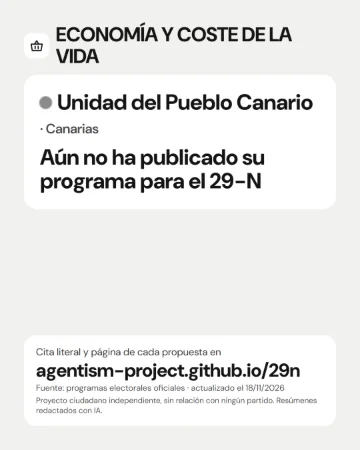 ECONOMÍA Y COSTE DE LA
VIDA
Unidad del Pueblo Canario
· Canarias
Aún no ha publicado su
programa para el 29-N
Cita literal y página de cada propuesta en
agentism-project.github.io/29n
Fuente: programas electorales oficiales · actualizado el 18/11/2026
Proyecto ciudadano independiente, sin relación con ningún partido. Resúmenes
redactados con IA.